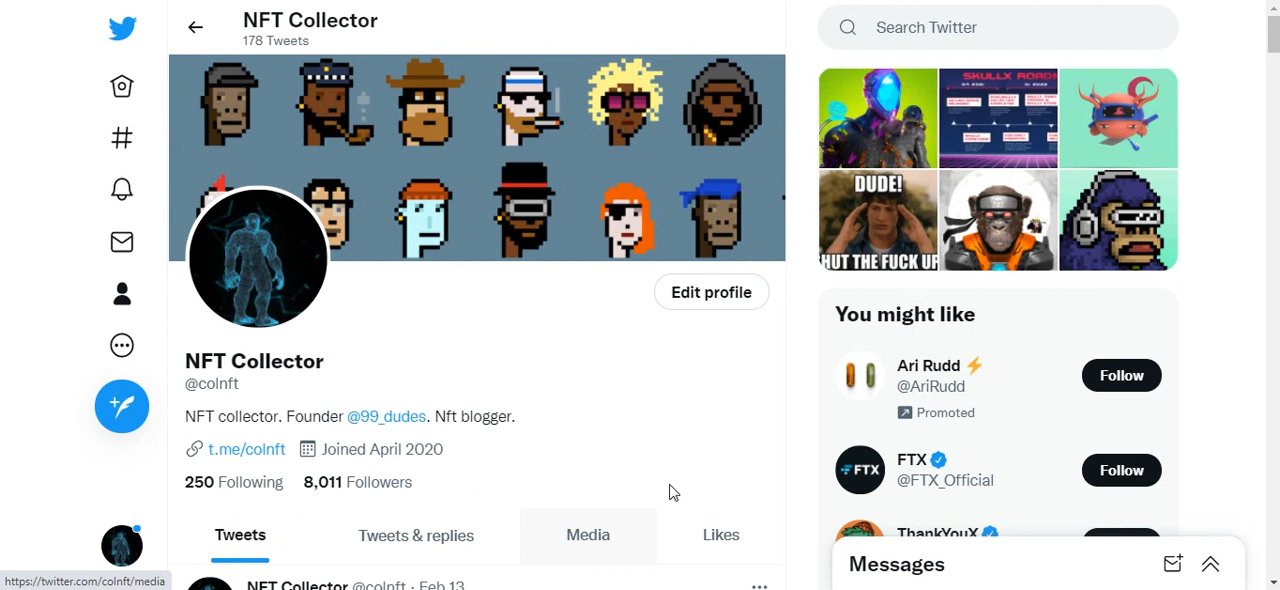 NFT Collector
178 Tweets
Search Twitter
SKULLX ROADM
DUDE!
HUT THE FUCK UP
Edit profile
NFT Collector
@colnft
NFT collector. Founder @99_dudes. Nft blogger.
t.me/colnft Joined April 2020
250 Following 8,011 Followers
Tweets Tweets & replies Media Likes
NFT Collector @colnft · Feb 13
https://twitter.com/colnft/media
You might like
Ari Rudd ⚡
@AriRudd
Promoted
Follow
FTX
@FTX_Official
FTX
Follow
ThankYouX
Messages